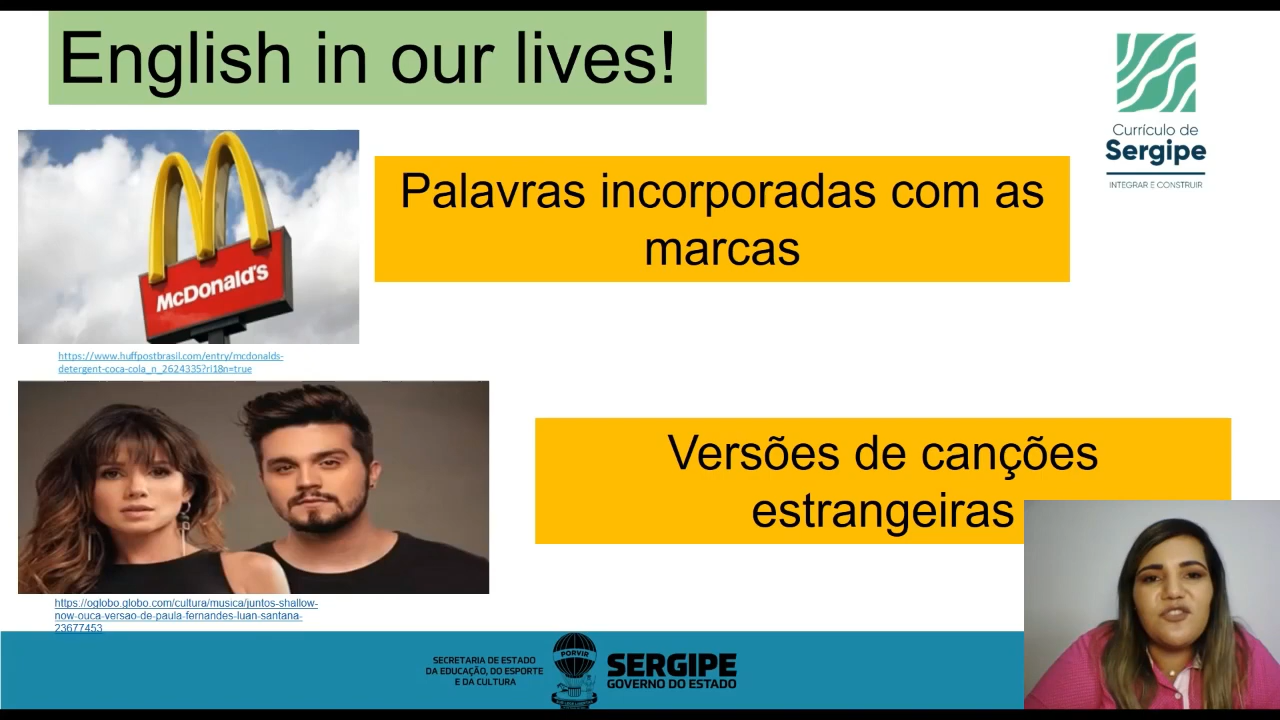 English in our lives!
Currículo de
Sergipe
INTEGRAR E CONSTRUIR
McDonald's
Palavras incorporadas com as
marcas
https://www.huffpostbrasil.com/entry/mcdonalds-
detergent-coca-cola_n_2624335?ri18n=true
Versões de canções
estrangeiras
https://oglobo.globo.com/cultura/musica/juntos-shallow-
now-ouca-versao-de-paula-fernandes-luan-santana-
23677453
SECRETARIA DE ESTADO
DA EDUCAÇÃO, DO ESPORTE
E DA CULTURA
PORVIR
SERGIPE
GOVERNO DO ESTADO